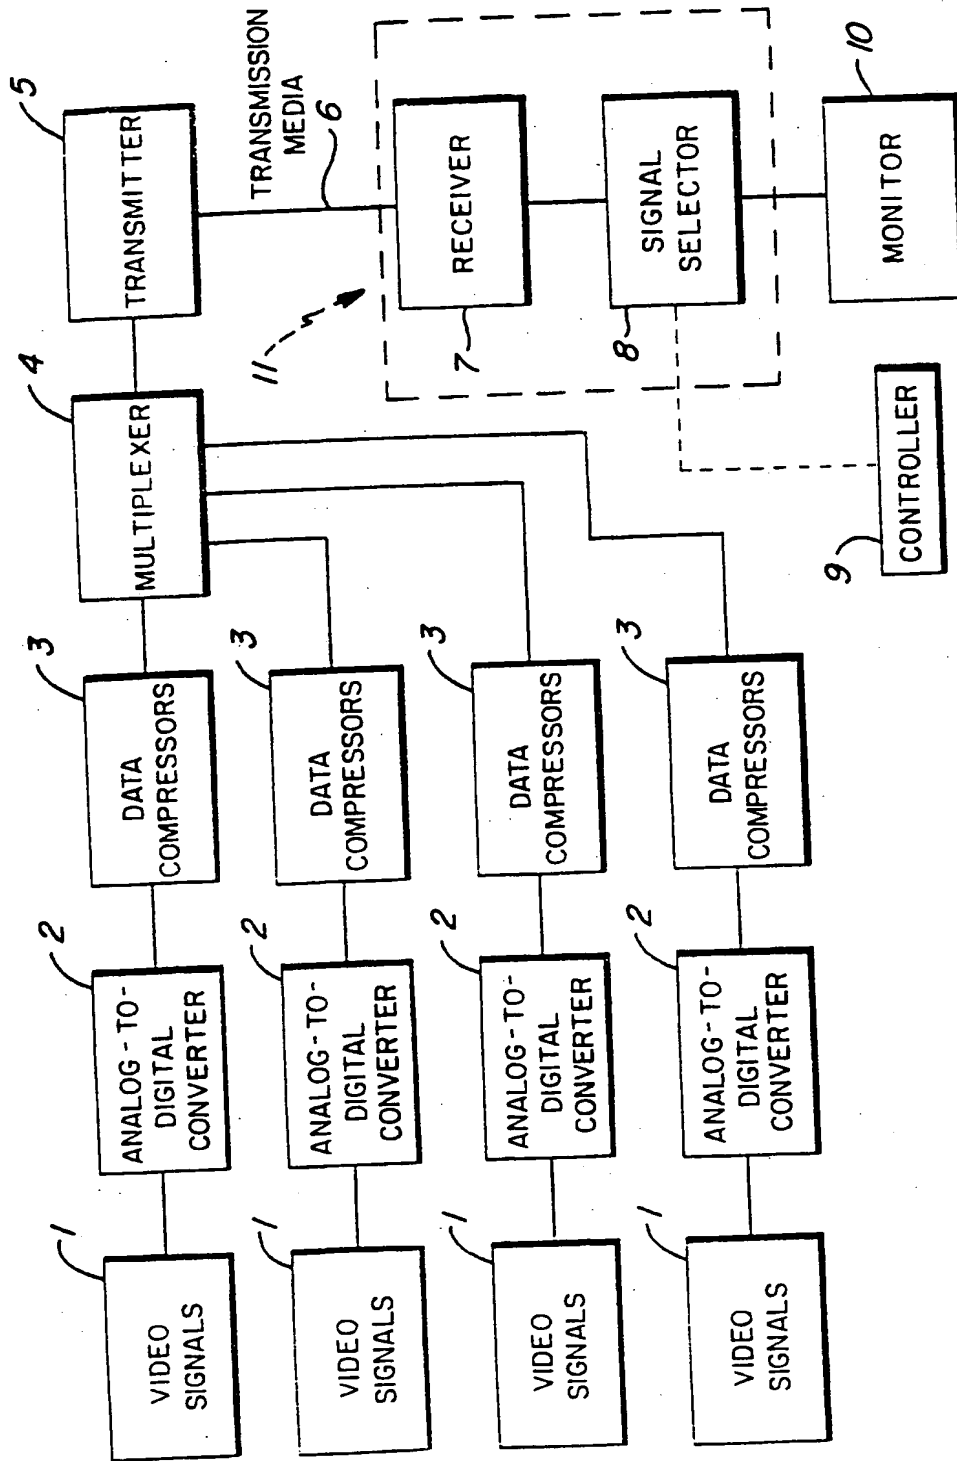 5
TRANSMITTER
TRANSMISSION
MEDIA
6
4
MULTIPLEXER
11
7
RECEIVER
8
SIGNAL
SELECTOR
10
MONITOR
9
CONTROLLER
1
VIDEO
SIGNALS
2
ANALOG-TO-
DIGITAL
CONVERTER
3
DATA
COMPRESSORS
1
VIDEO
SIGNALS
2
ANALOG-TO-
DIGITAL
CONVERTER
3
DATA
COMPRESSORS
1
VIDEO
SIGNALS
2
ANALOG-TO-
DIGITAL
CONVERTER
3
DATA
COMPRESSORS
1
VIDEO
SIGNALS
2
ANALOG-TO-
DIGITAL
CONVERTER
3
DATA
COMPRESSORS